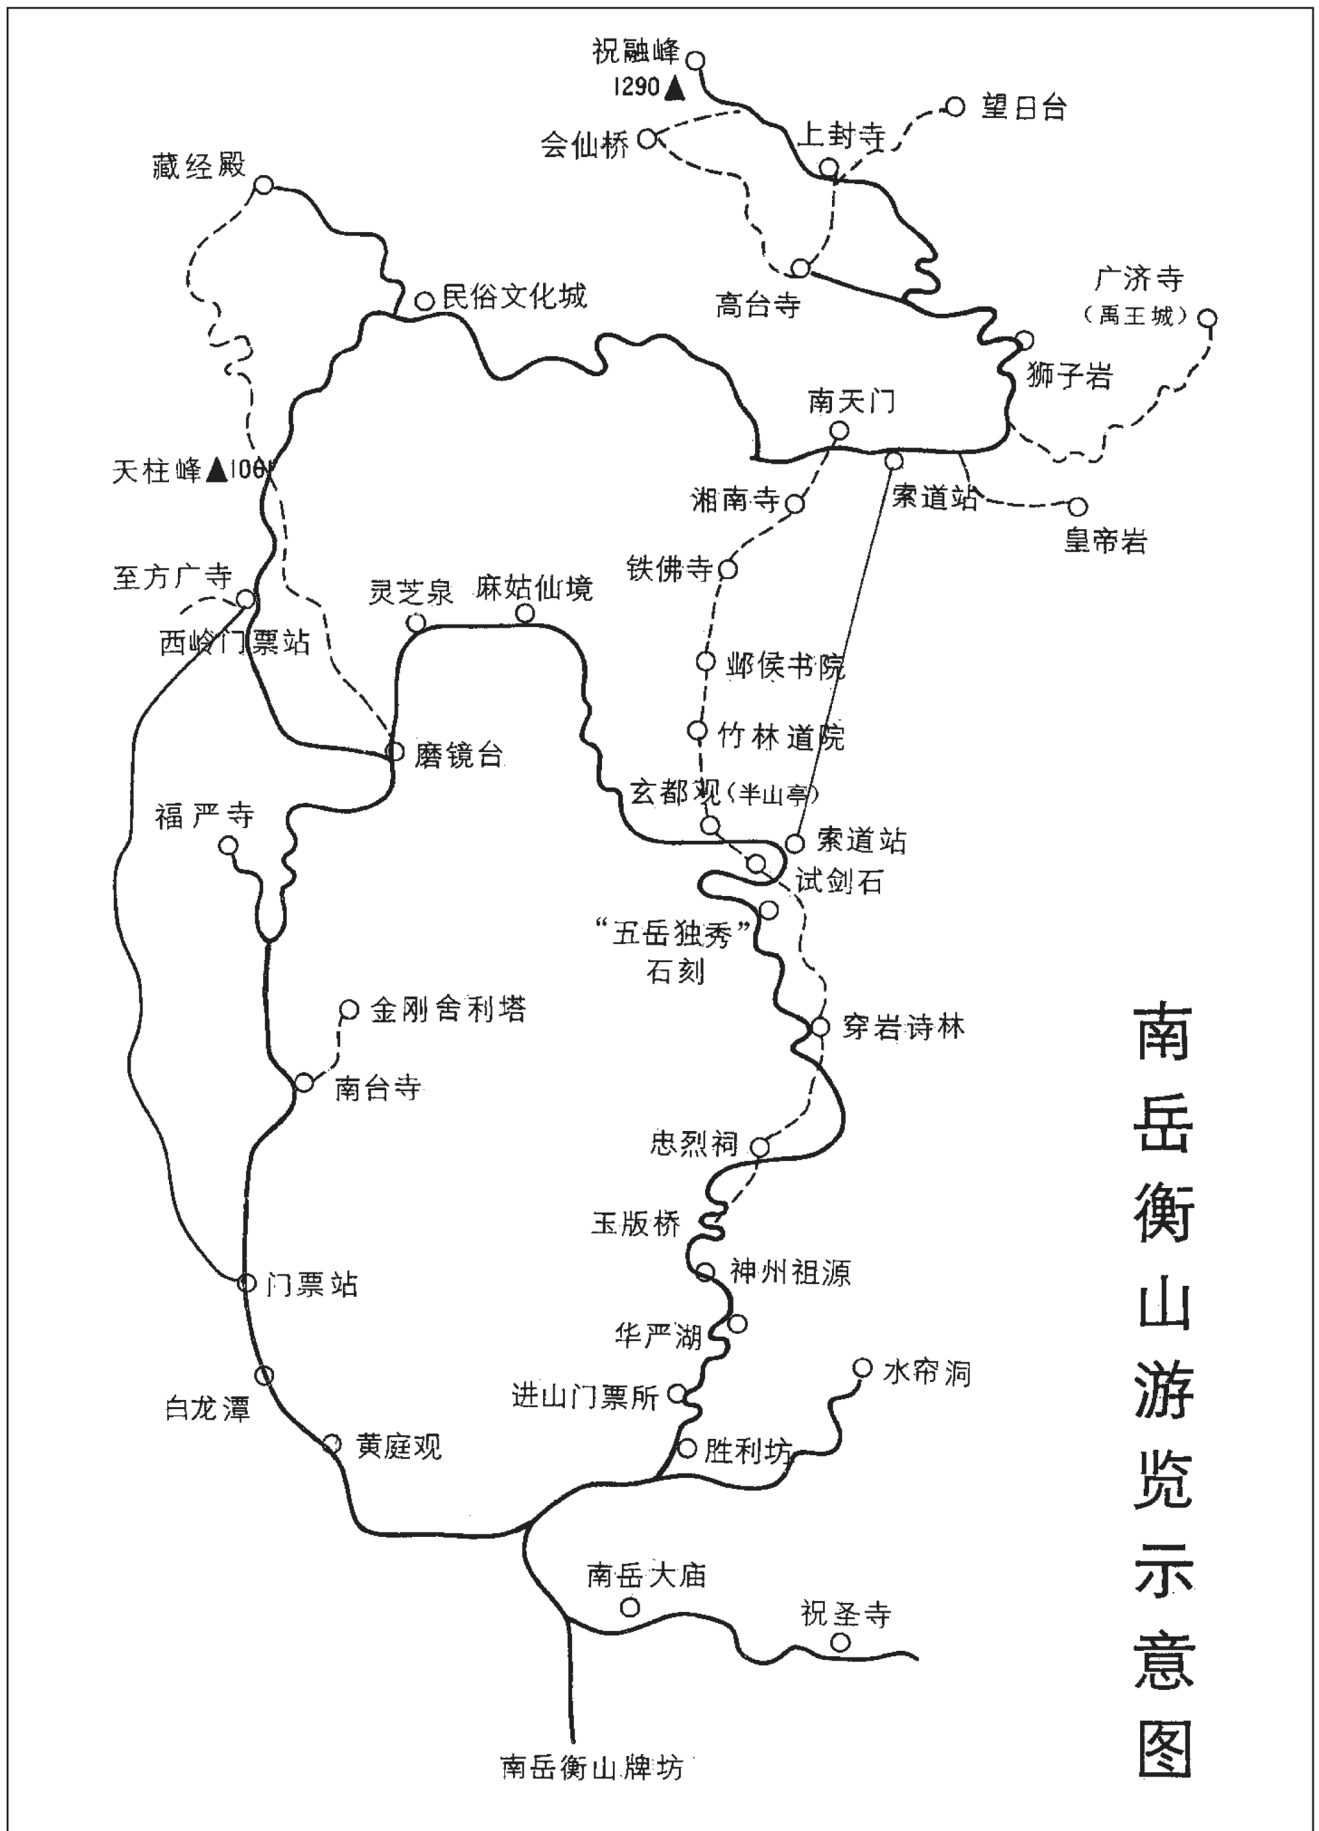 祝融峰
1290
望日台
会仙桥
上封寺
藏经殿
民俗文化城
高台寺
广济寺
(禹王城)
狮子岩
南天门
天柱峰 1061
湘南寺
索道站
皇帝岩
铁佛寺
至方广寺
灵芝泉
麻姑仙境
西岭门票站
邺侯书院
竹林道院
磨镜台
玄都观(半山亭)
福严寺
索道站
试剑石
“五岳独秀”
石刻
金刚舍利塔
穿岩诗林
南台寺
忠烈祠
玉版桥
神州祖源
门票站
华严湖
水帘洞
进山门票所
白龙潭
黄庭观
胜利坊
南岳大庙
祝圣寺
南岳衡山牌坊
南岳衡山游览示意图